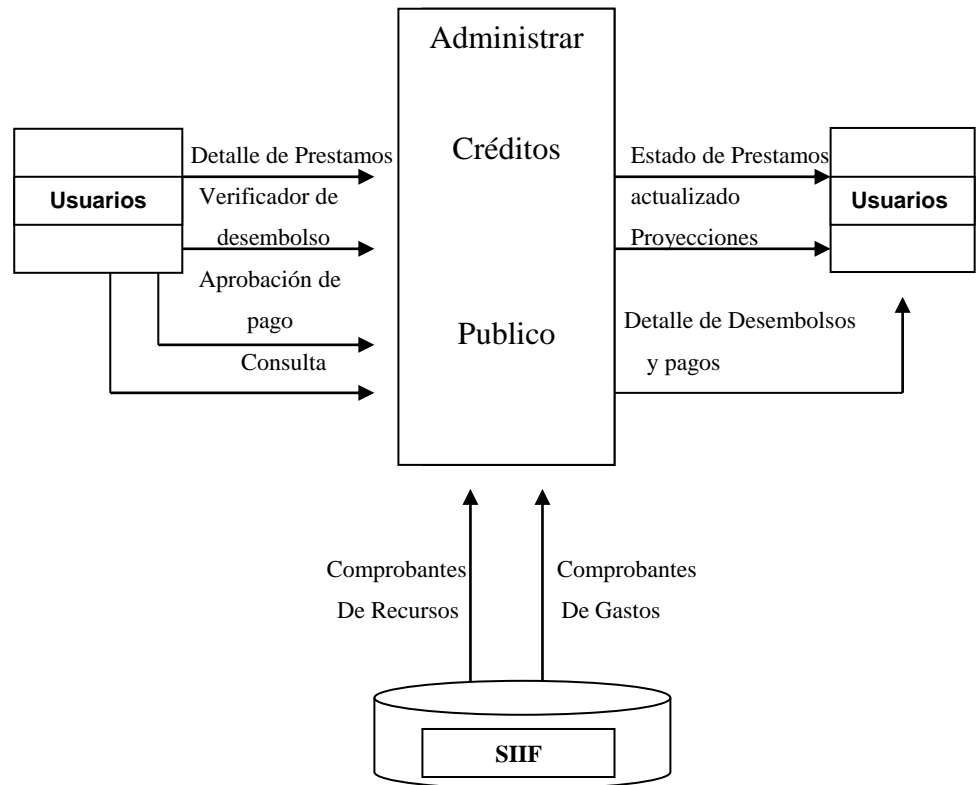 Administrar
Créditos
Publico
Usuarios
Detalle de Prestamos
Verificador de
desembolso
Aprobación de
pago
Consulta
Estado de Prestamos
actualizado
Proyecciones
Usuarios
Detalle de Desembolsos
y pagos
Comprobantes
De Recursos
Comprobantes
De Gastos
SIIF